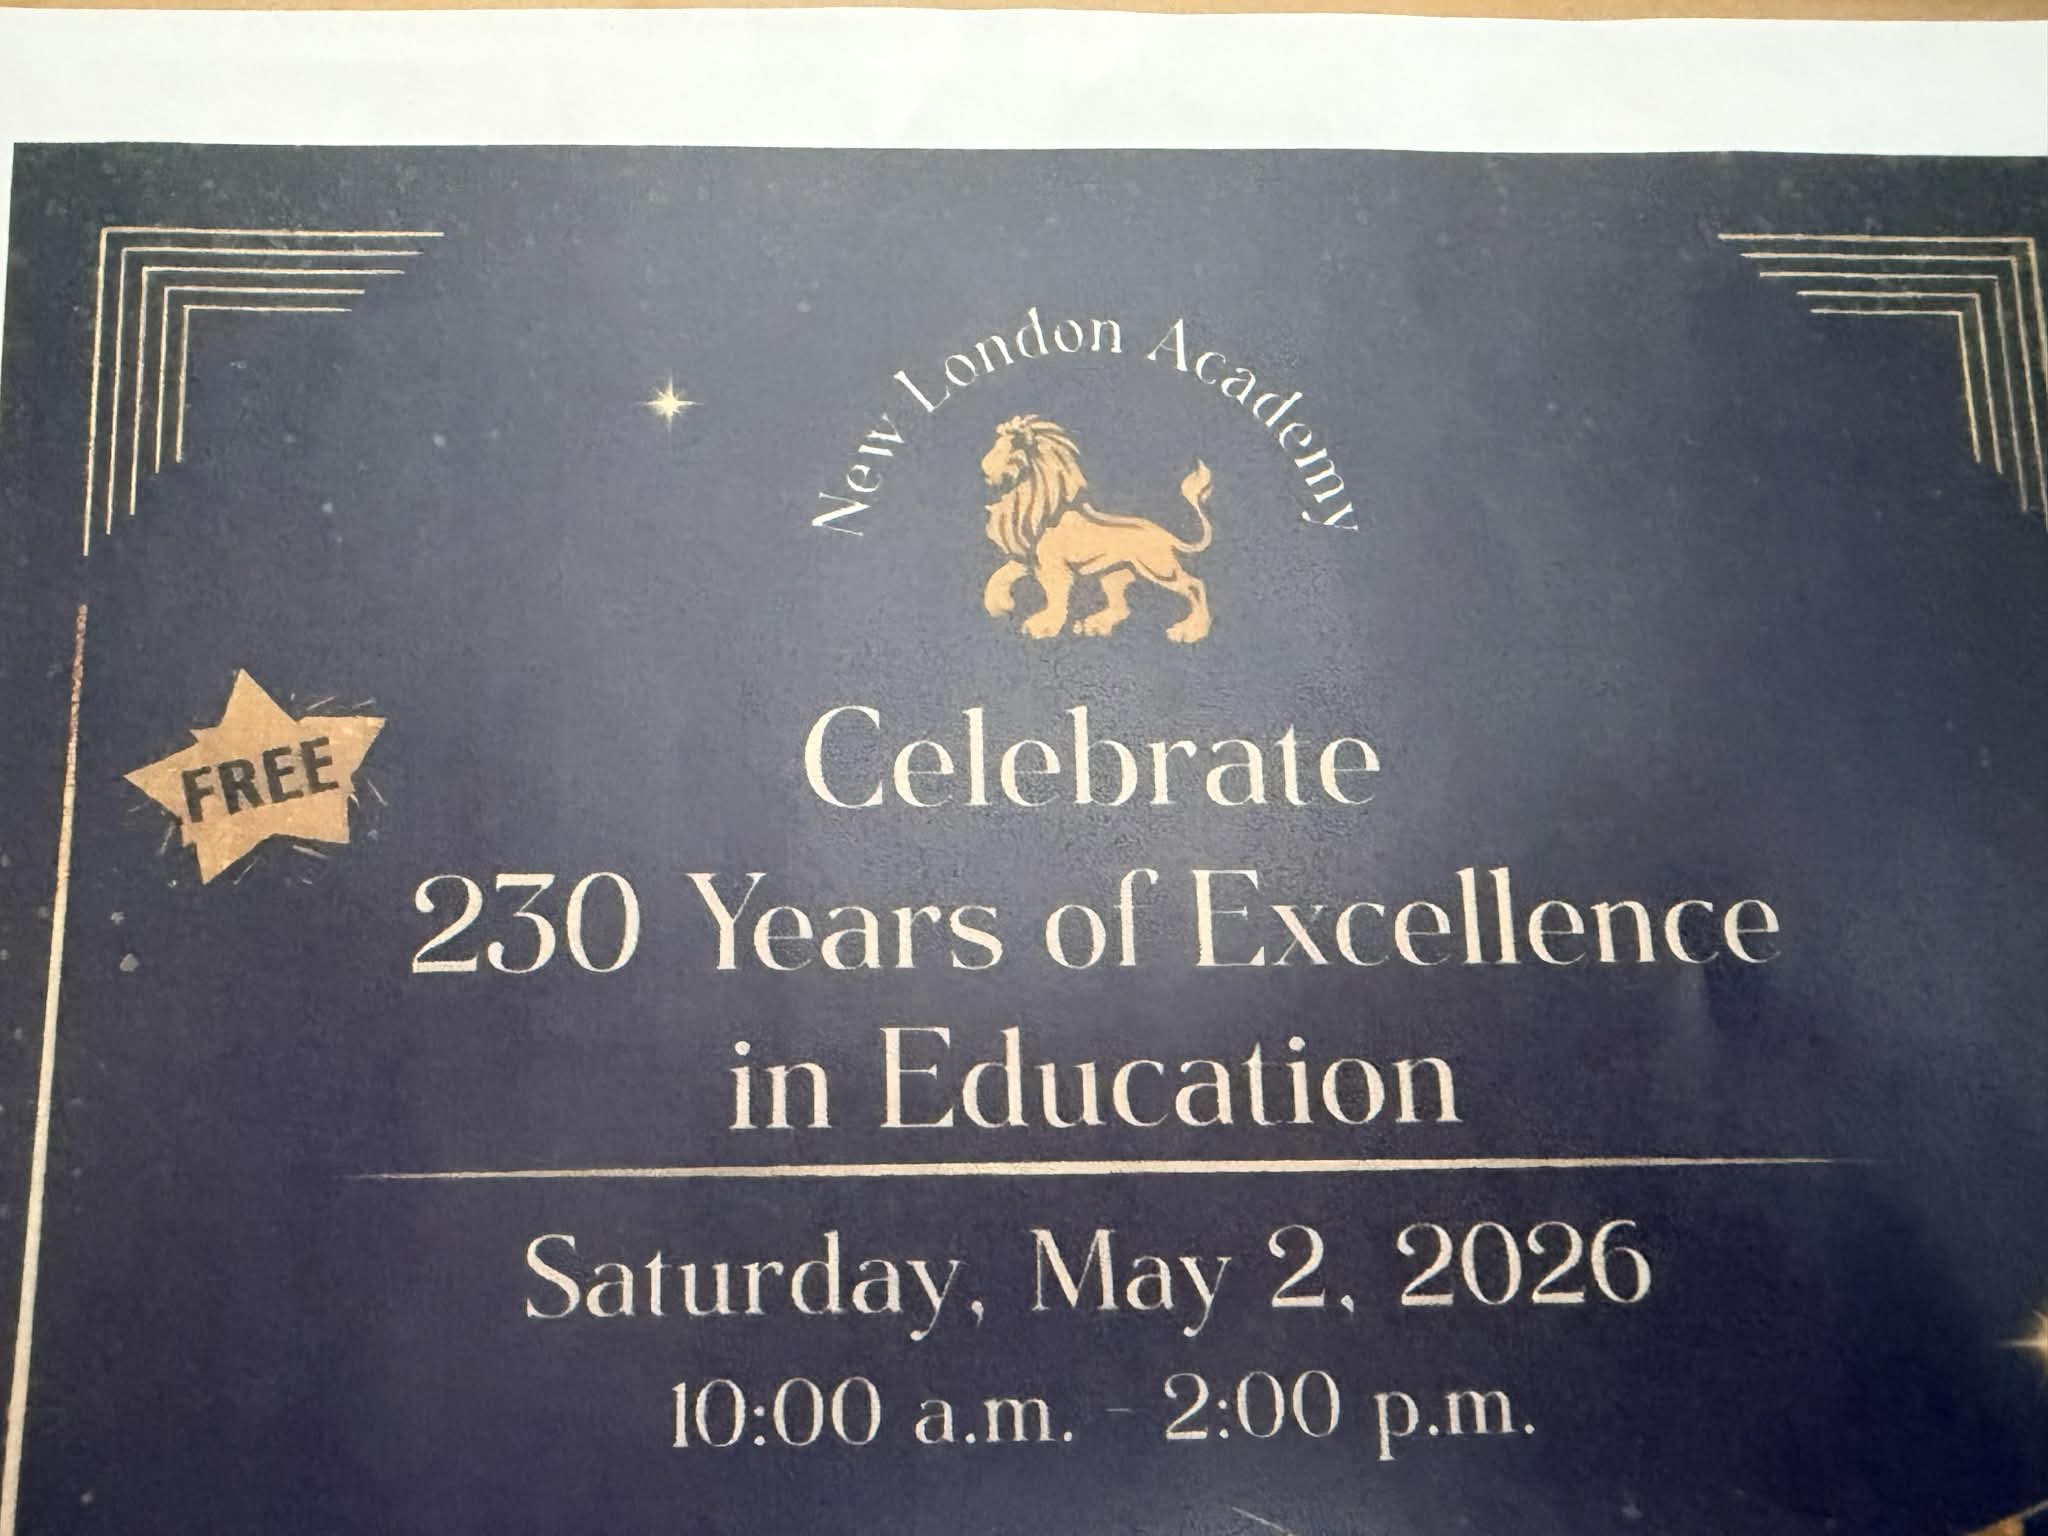 New London Academy
FREE
Celebrate
230 Years of Excellence
in Education
Saturday, May 2, 2026
10:00 a.m. - 2:00 p.m.